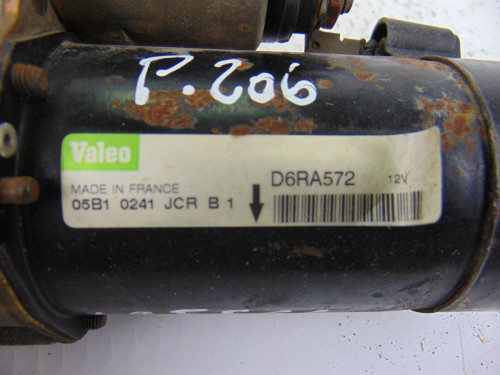 P.206
Valeo
MADE IN FRANCE
05B1 0241 JCR B 1
D6RA572 12V